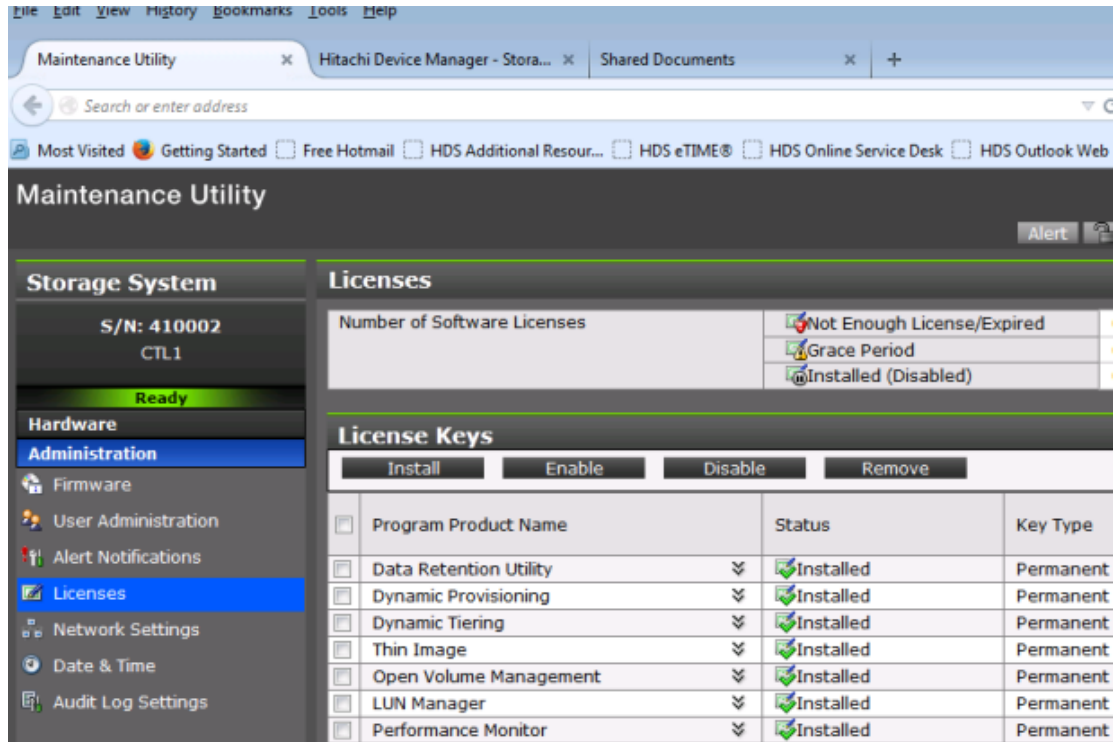 File Edit View History Bookmarks Tools Help
Maintenance Utility × Hitachi Device Manager - Stora... × Shared Documents × +
Search or enter address
Most Visited Getting Started Free Hotmail HDS Additional Resour... HDS eTIME® HDS Online Service Desk HDS Outlook Web
Maintenance Utility
Alert
Storage System
S/N: 410002
CTL1
Ready
Hardware
Administration
Firmware
User Administration
Alert Notifications
Licenses
Network Settings
Date & Time
Audit Log Settings
Licenses
Number of Software Licenses
Not Enough License/Expired
Grace Period
Installed (Disabled)
License Keys
Install Enable Disable Remove
Program Product Name Status Key Type
Data Retention Utility Installed Permanent
Dynamic Provisioning Installed Permanent
Dynamic Tiering Installed Permanent
Thin Image Installed Permanent
Open Volume Management Installed Permanent
LUN Manager Installed Permanent
Performance Monitor Installed Permanent